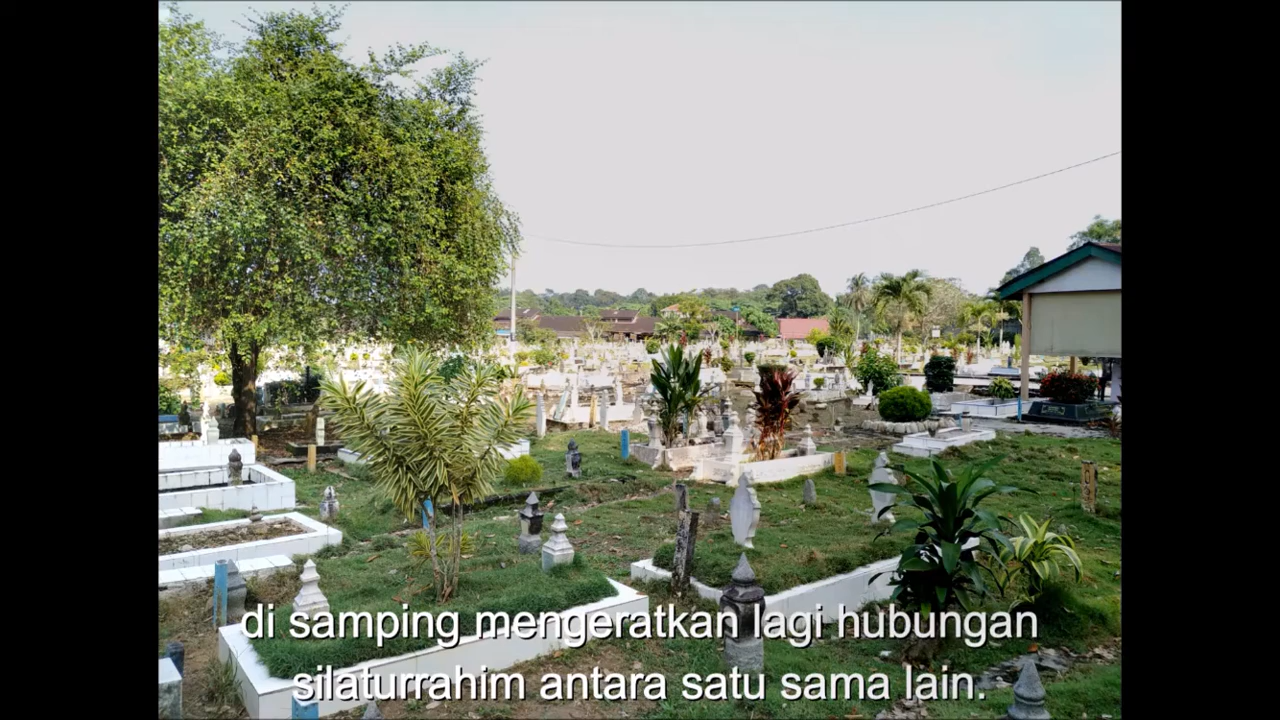 di samping mengeratkan lagi hubungan
silaturrahim antara satu sama lain.